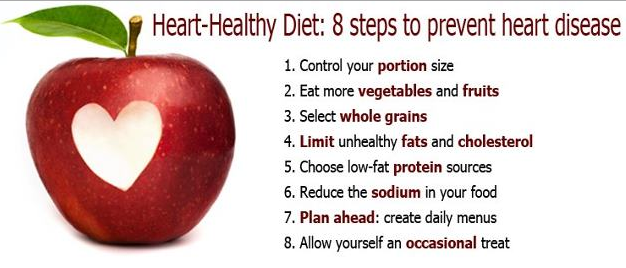 Heart-Healthy Diet: 8 steps to prevent heart disease
1. Control your portion size
2. Eat more vegetables and fruits
3. Select whole grains
4. Limit unhealthy fats and cholesterol
5. Choose low-fat protein sources
6. Reduce the sodium in your food
7. Plan ahead: create daily menus
8. Allow yourself an occasional treat